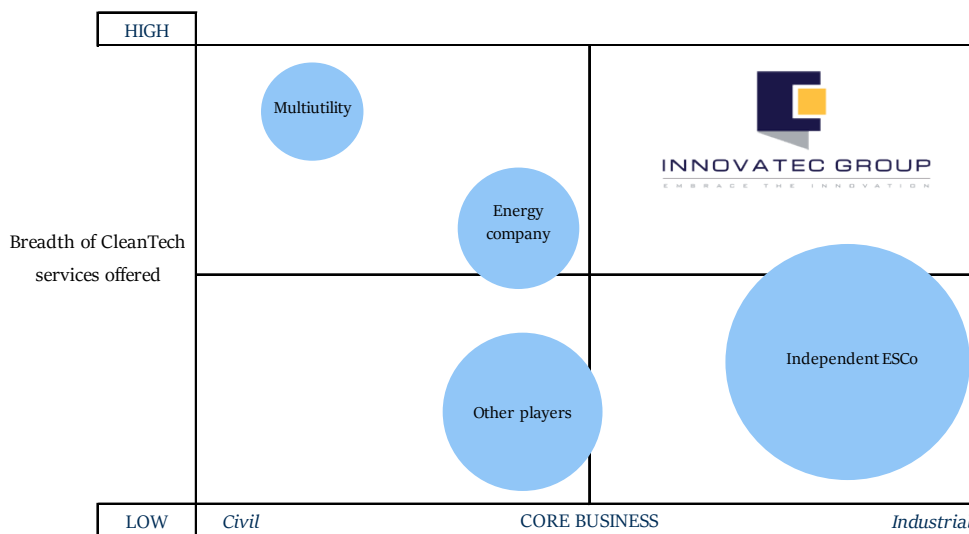 HIGH
Multiutility
INNOVATEC GROUP
EMBRACE THE INNOVATION
Energy
company
Breadth of CleanTech
services offered
Independent ESCo
Other players
LOW
Civil
CORE BUSINESS
Industrial